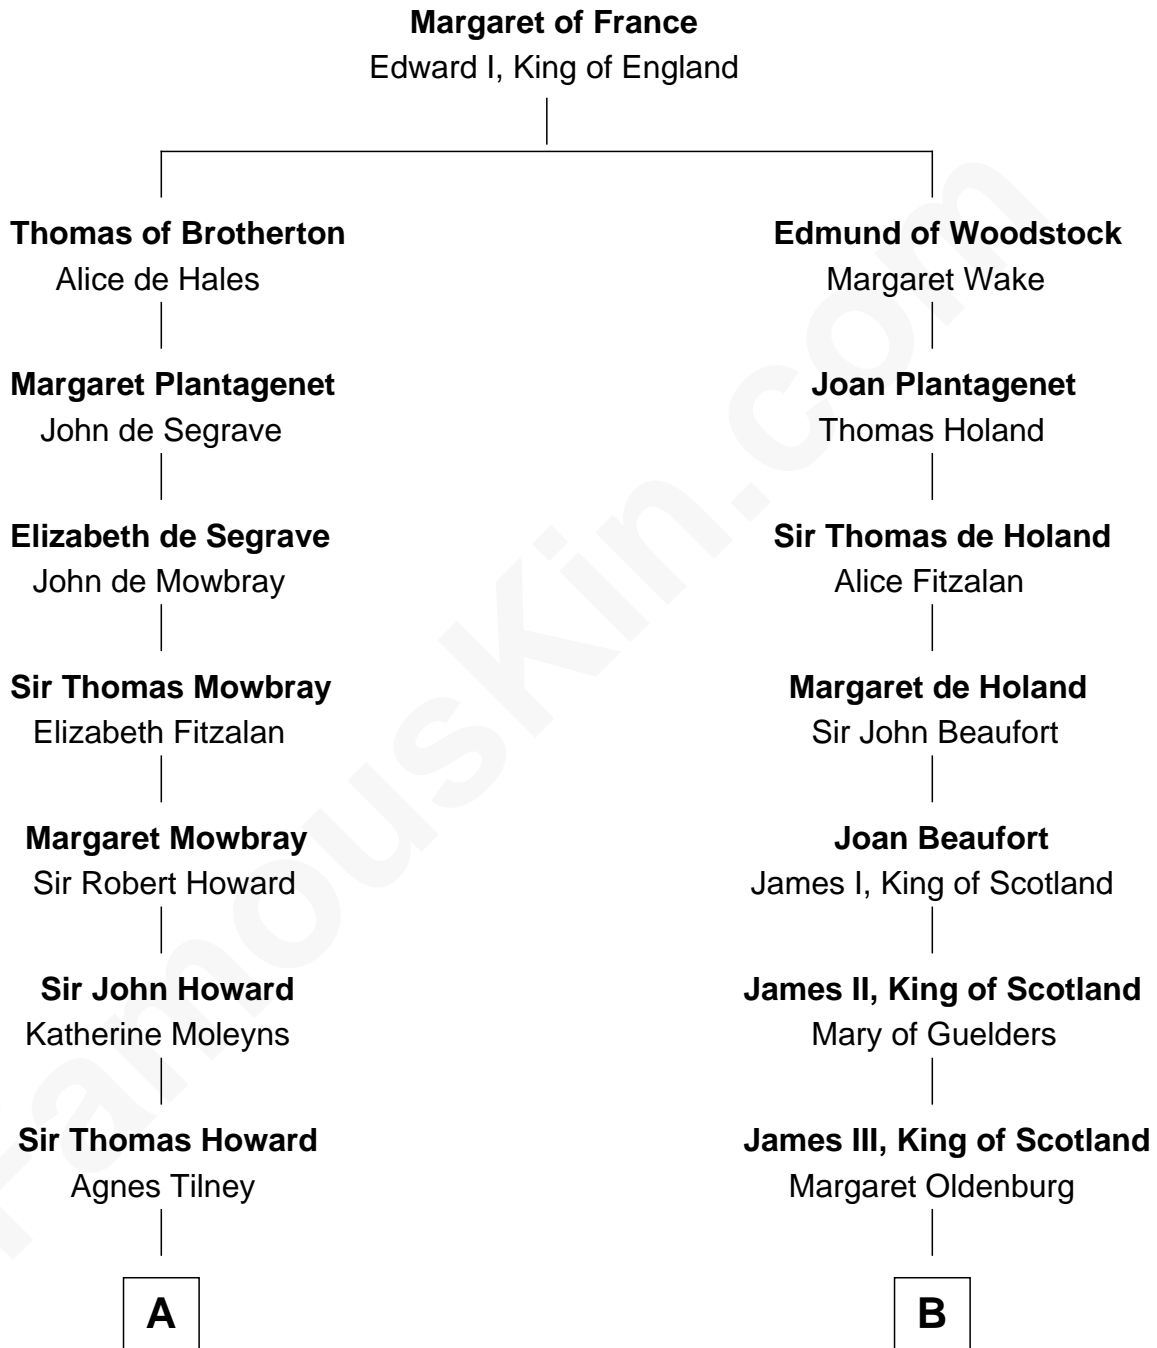 Margaret of France
Edward I, King of England
Thomas of Brotherton
Alice de Hales
Edmund of Woodstock
Margaret Wake
Margaret Plantagenet
John de Segrave
Joan Plantagenet
Thomas Holand
Elizabeth de Segrave
John de Mowbray
Sir Thomas de Holand
Alice Fitzalan
Sir Thomas Mowbray
Elizabeth Fitzalan
Margaret de Holand
Sir John Beaufort
Margaret Mowbray
Sir Robert Howard
Joan Beaufort
James I, King of Scotland
Sir John Howard
Katherine Moleyns
James II, King of Scotland
Mary of Guelders
Sir Thomas Howard
Agnes Tilney
James III, King of Scotland
Margaret Oldenburg
A
B
FamousKin.com